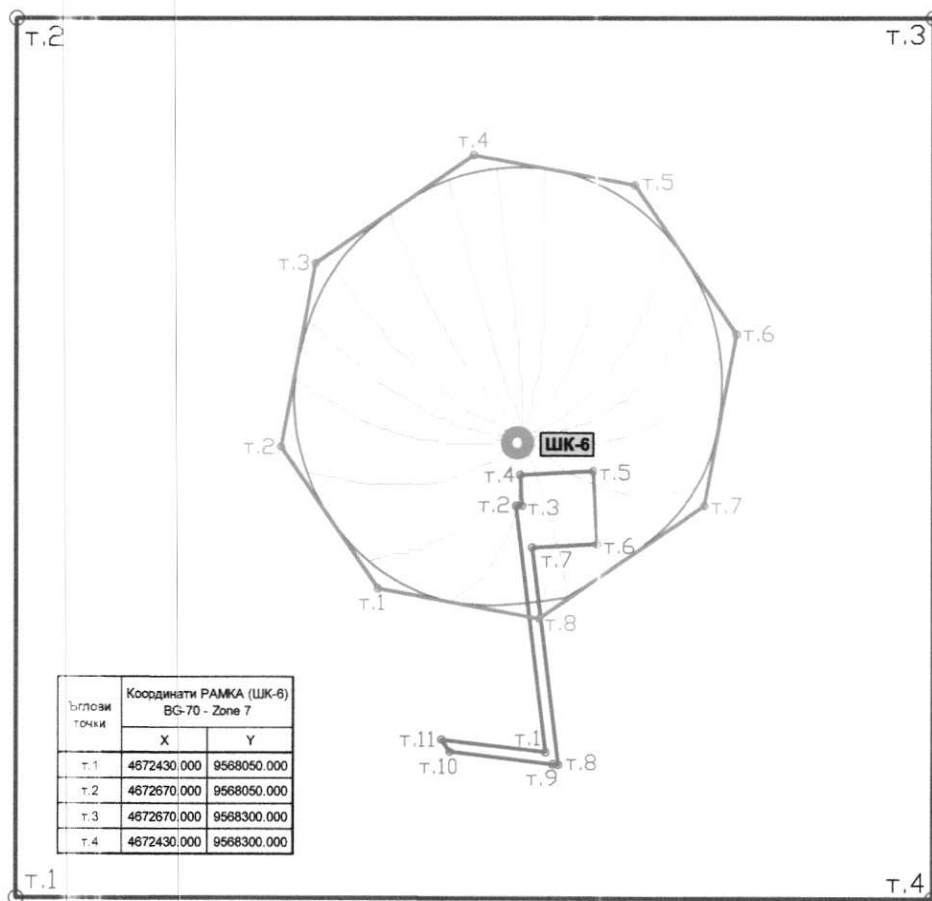 т.2
т.3
т.4
т.5
т.3
т.6
т.2
ШК-6
т.4
т.5
т.2
т.3
т.7
т.6
т.7
т.1
т.8
т.11
т.1
т.10
т.9
т.8
Ъглови точки
Координати РАМКА (ШК-6)
BG-70 - Zone 7
X Y
т.1 4672430.000 9568050.000
т.2 4672670.000 9568050.000
т.3 4672670.000 9568300.000
т.4 4672430.000 9568300.000
т.1
т.4